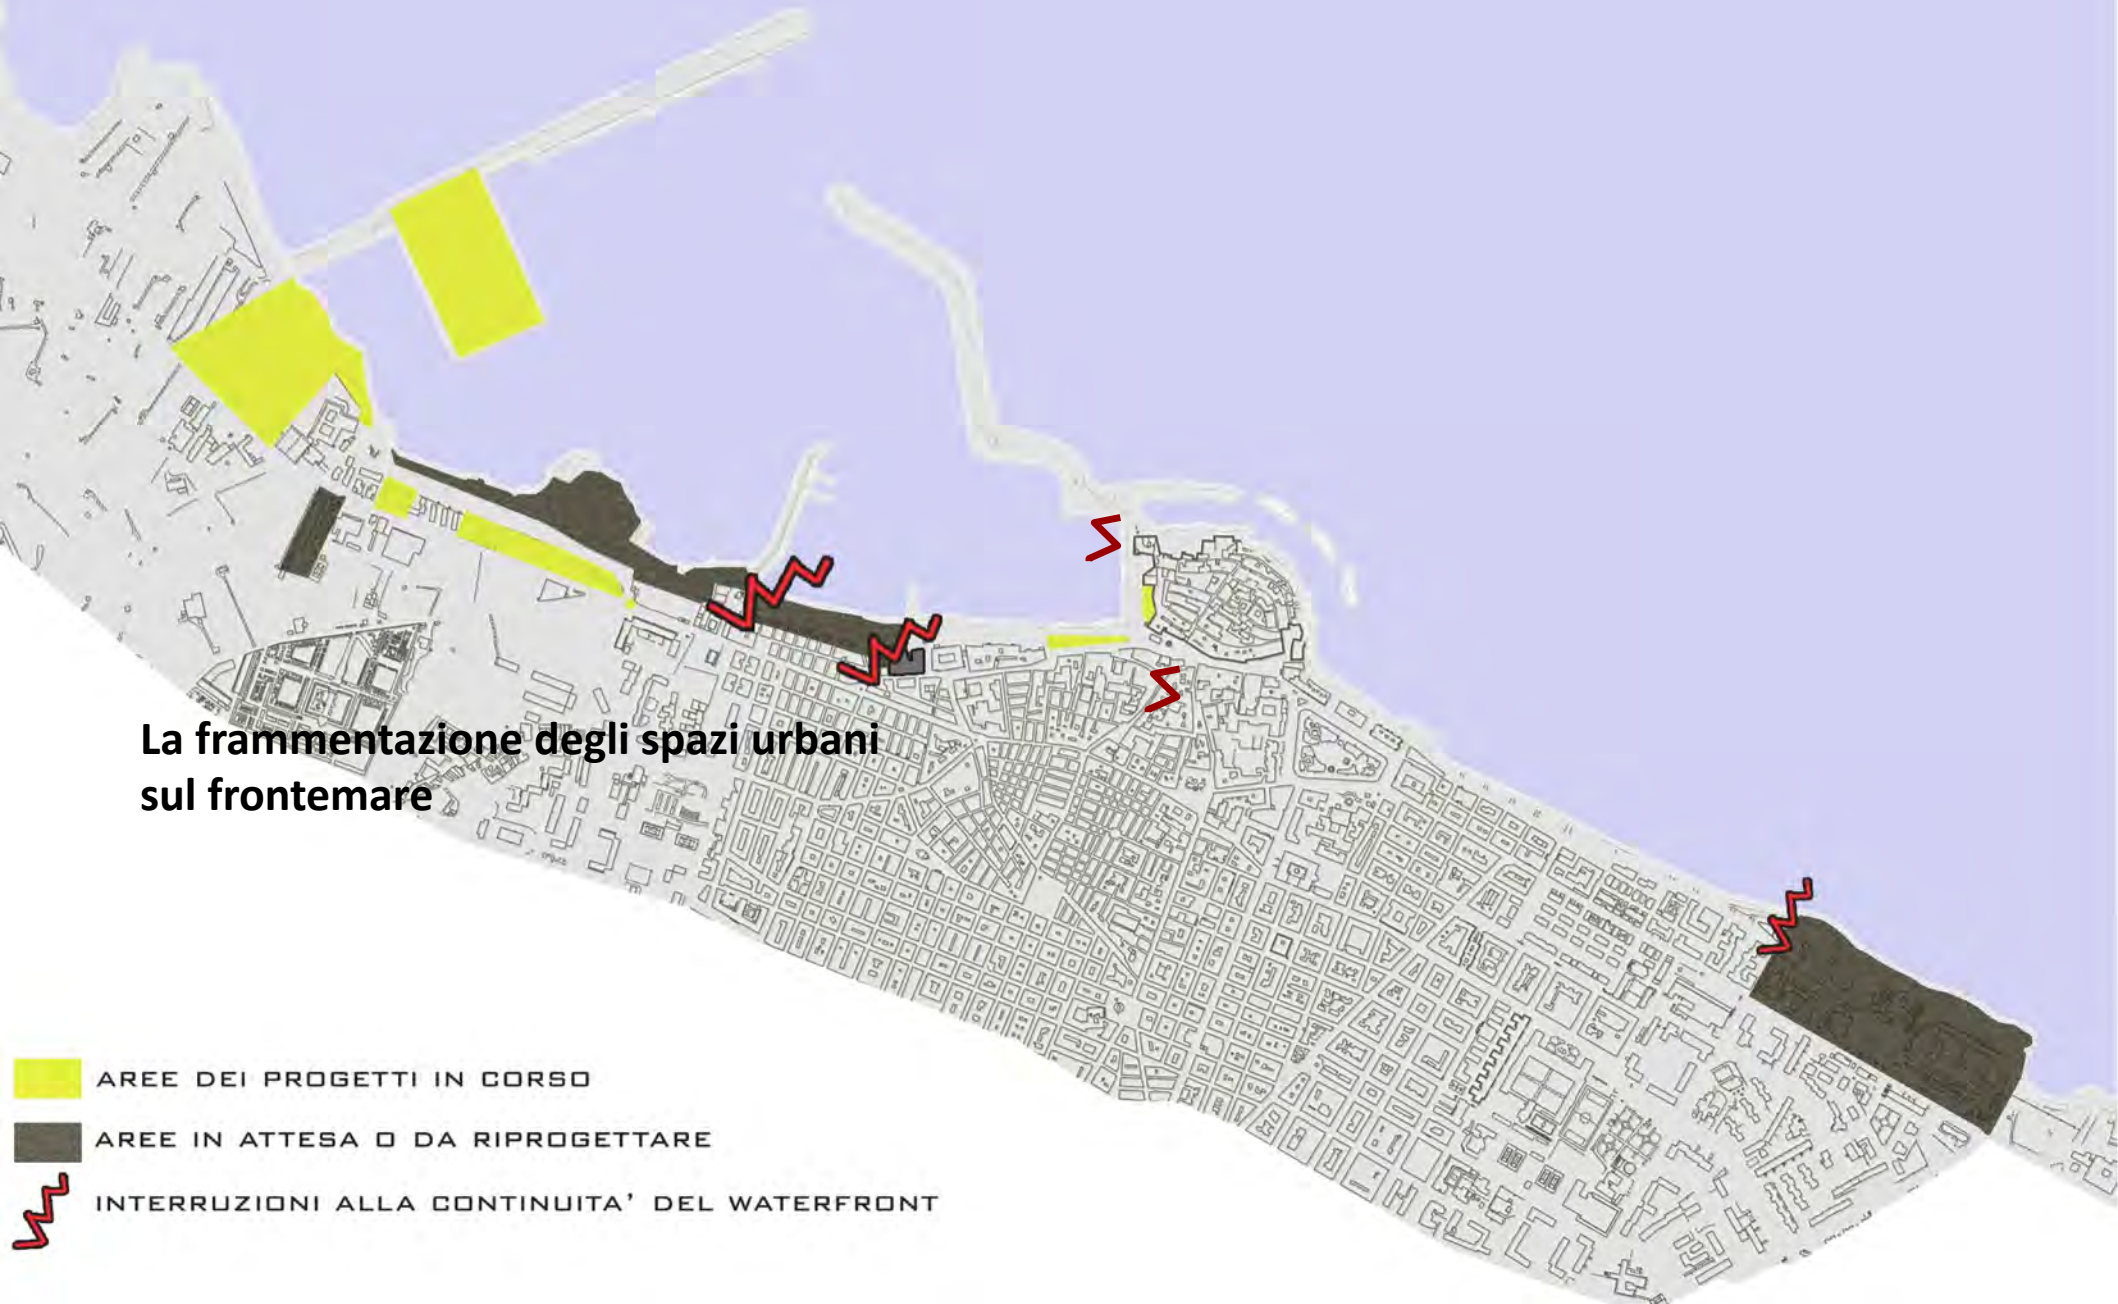 La frammentazione degli spazi urbani
sul frontemare
AREE DEI PROGETTI IN CORSO
AREE IN ATTESA O DA RIPROGETTARE
INTERRUZIONI ALLA CONTINUITA' DEL WATERFRONT